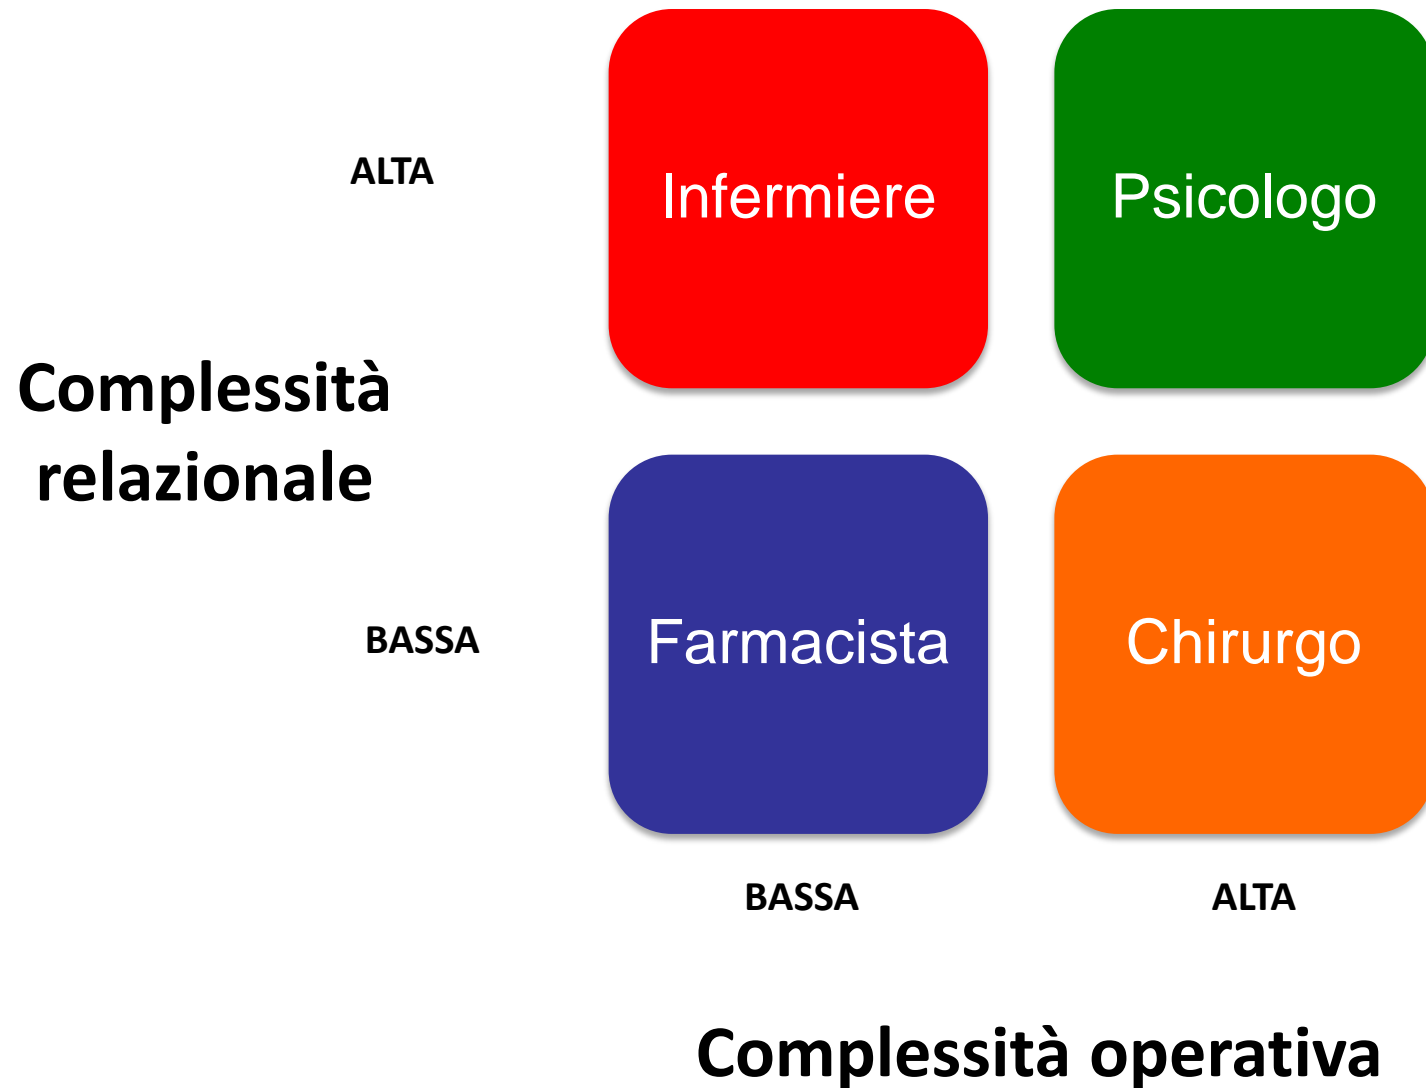 ALTA
Infermiere
Psicologo
Complessità
relazionale
BASSA
Farmacista
Chirurgo
BASSA
ALTA
Complessità operativa